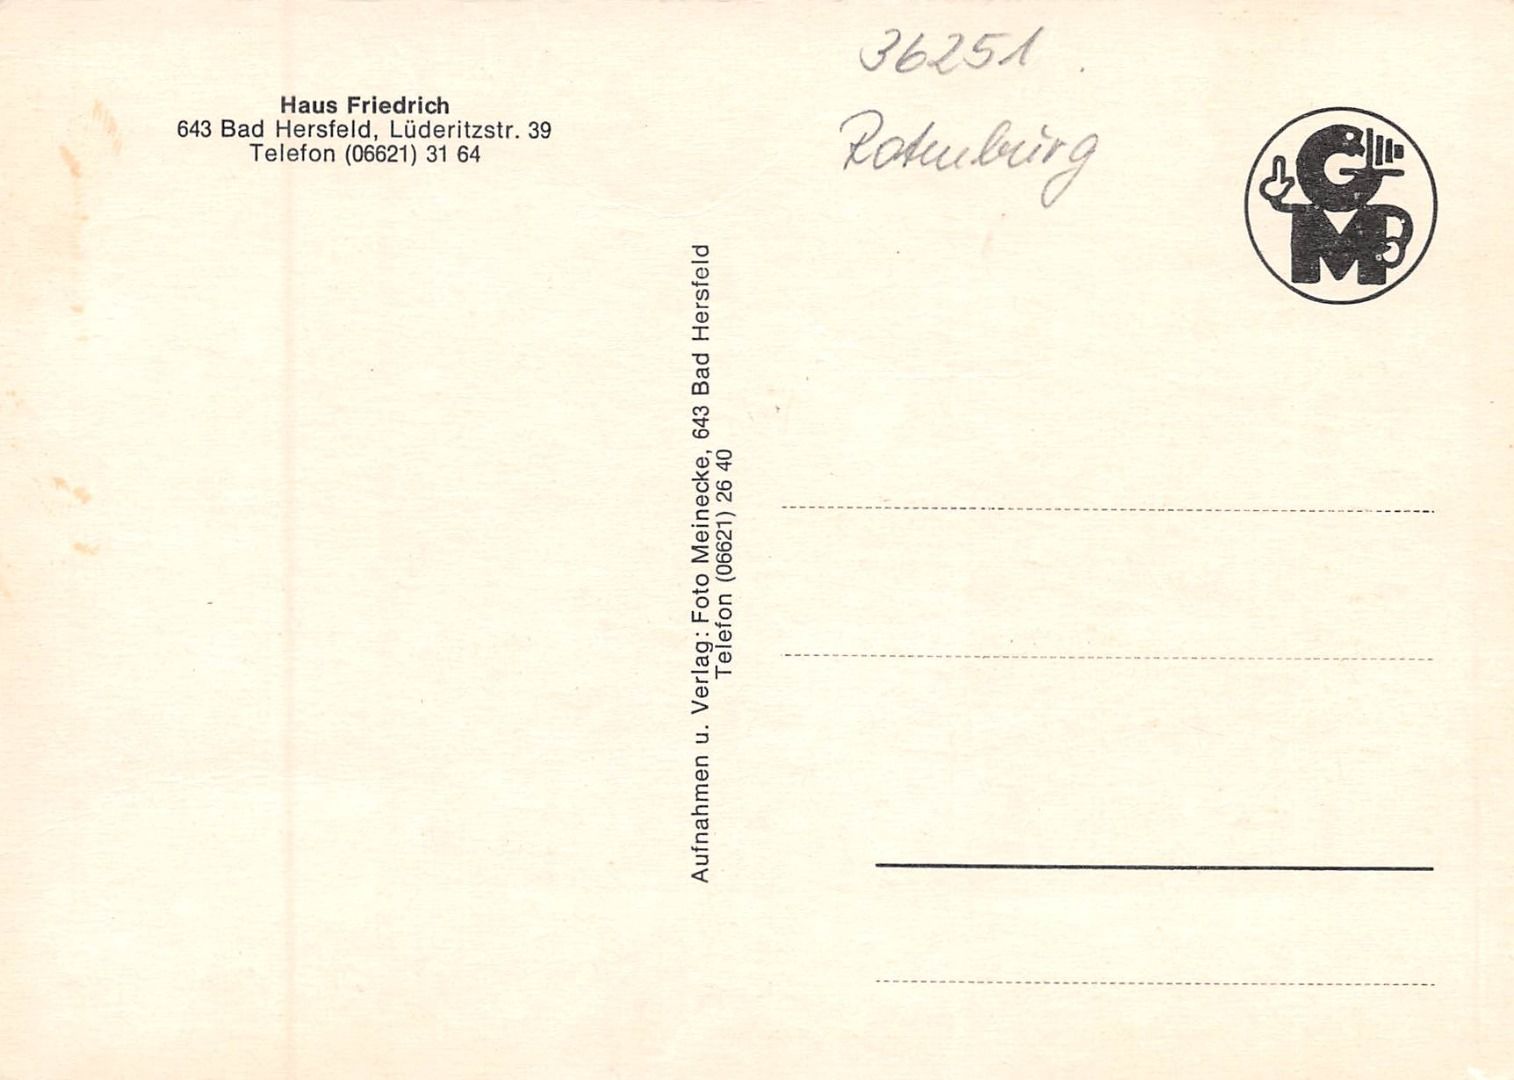 Haus Friedrich
643 Bad Hersfeld, Lüderitzstr. 39
Telefon (06621) 31 64
36251
Rotenburg
GM
Aufnahmen u. Verlag: Foto Meinecke, 643 Bad Hersfeld
Telefon (06621) 26 40